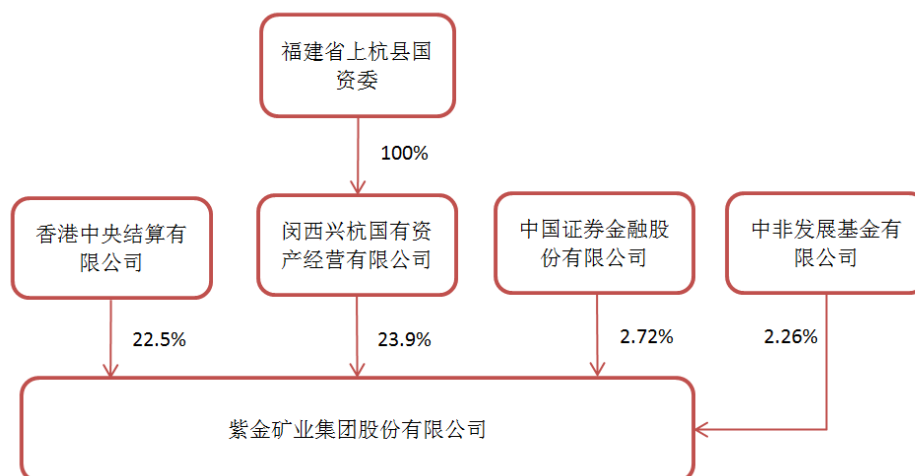 福建省上杭县国
资委
100%
香港中央结算有
限公司
闵西兴杭国有资
产经营有限公司
中国证券金融股
份有限公司
中非发展基金有
限公司
22.5%
23.9%
2.72%
2.26%
紫金矿业集团股份有限公司